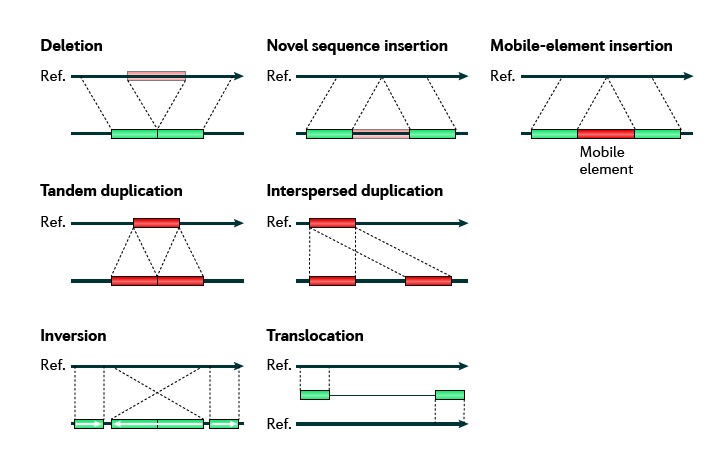 Deletion
Novel sequence insertion
Mobile-element insertion
Ref.
Ref.
Ref.
Mobile
element
Tandem duplication
Interspersed duplication
Ref.
Ref.
Inversion
Translocation
Ref.
Ref.
Ref.